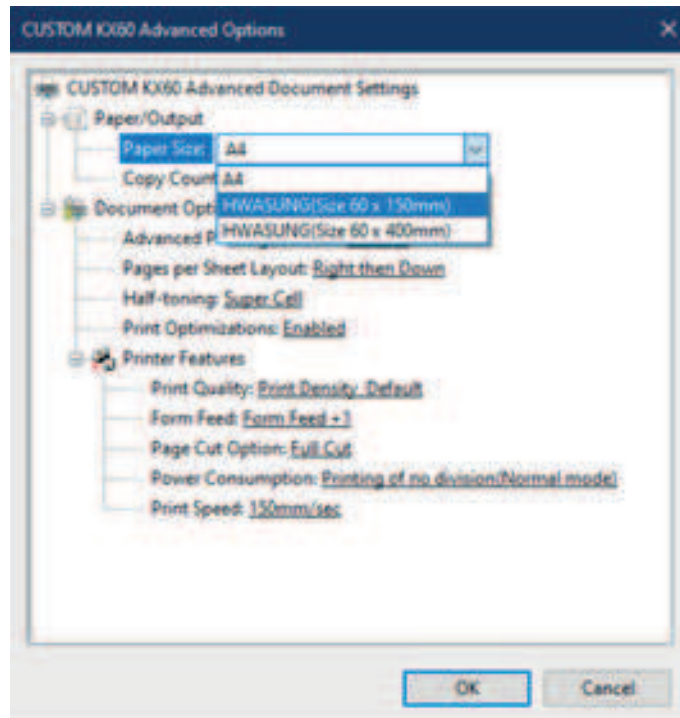 CUSTOM KX60 Advanced Options
CUSTOM KX60 Advanced Document Settings
Paper/Output
Paper Size: A4
Copy Count A4
Document Opti HWASUNG(Size 60 x 150mm)
Advanced P HWASUNG(Size 60 x 400mm)
Pages per Sheet Layout: Right then Down
Half-toning: Super Cell
Print Optimizations: Enabled
Printer Features
Print Quality: Print Density_Default
Form Feed: Form Feed +1
Page Cut Option: Full Cut
Power Consumption: Printing of no division(Normal mode)
Print Speed: 150mm/sec
OK Cancel